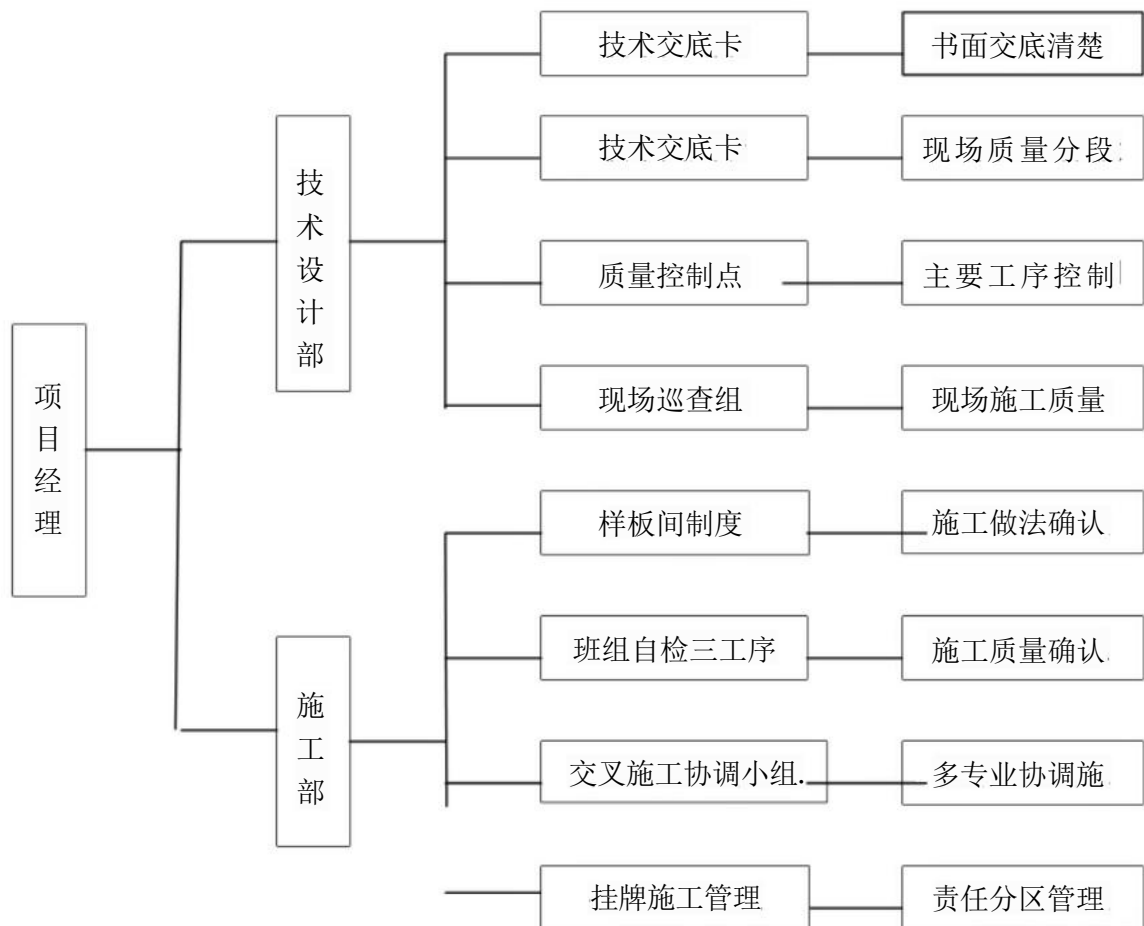 技术交底卡
书面交底清楚
技术交底卡
现场质量分段
技术设计部
质量控制点
主要工序控制
现场巡查组
现场施工质量
项目经理
样板间制度
施工做法确认
班组自检三工序
施工质量确认
施工部
交叉施工协调小组.
多专业协调施
挂牌施工管理
责任分区管理